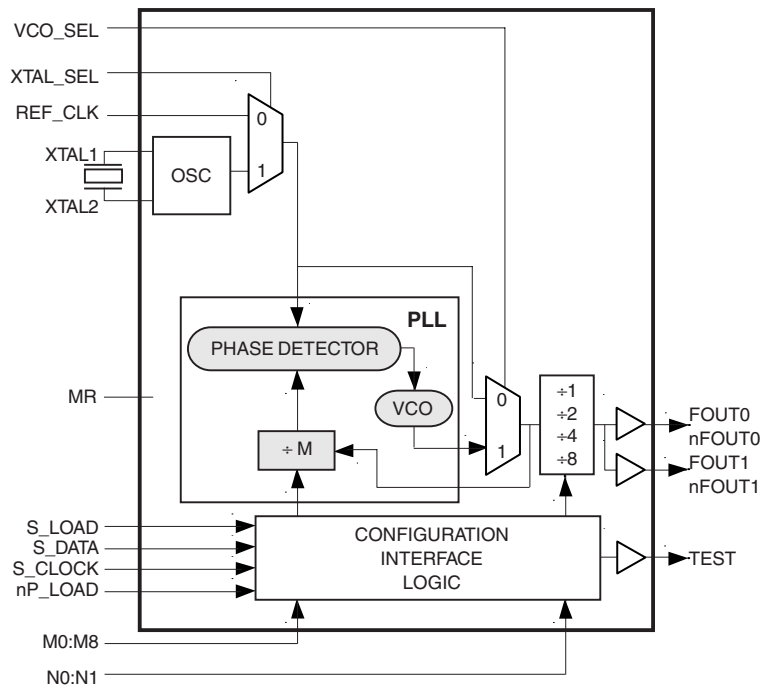 VCO_SEL
XTAL_SEL
REF_CLK
0
XTAL1
OSC
1
XTAL2
PLL
PHASE DETECTOR
MR
VCO
0
÷1
÷2
÷4
÷8
FOUT0
nFOUT0
FOUT1
nFOUT1
÷ M
1
S_LOAD
S_DATA
S_CLOCK
nP_LOAD
CONFIGURATION
INTERFACE
LOGIC
TEST
M0:M8
N0:N1